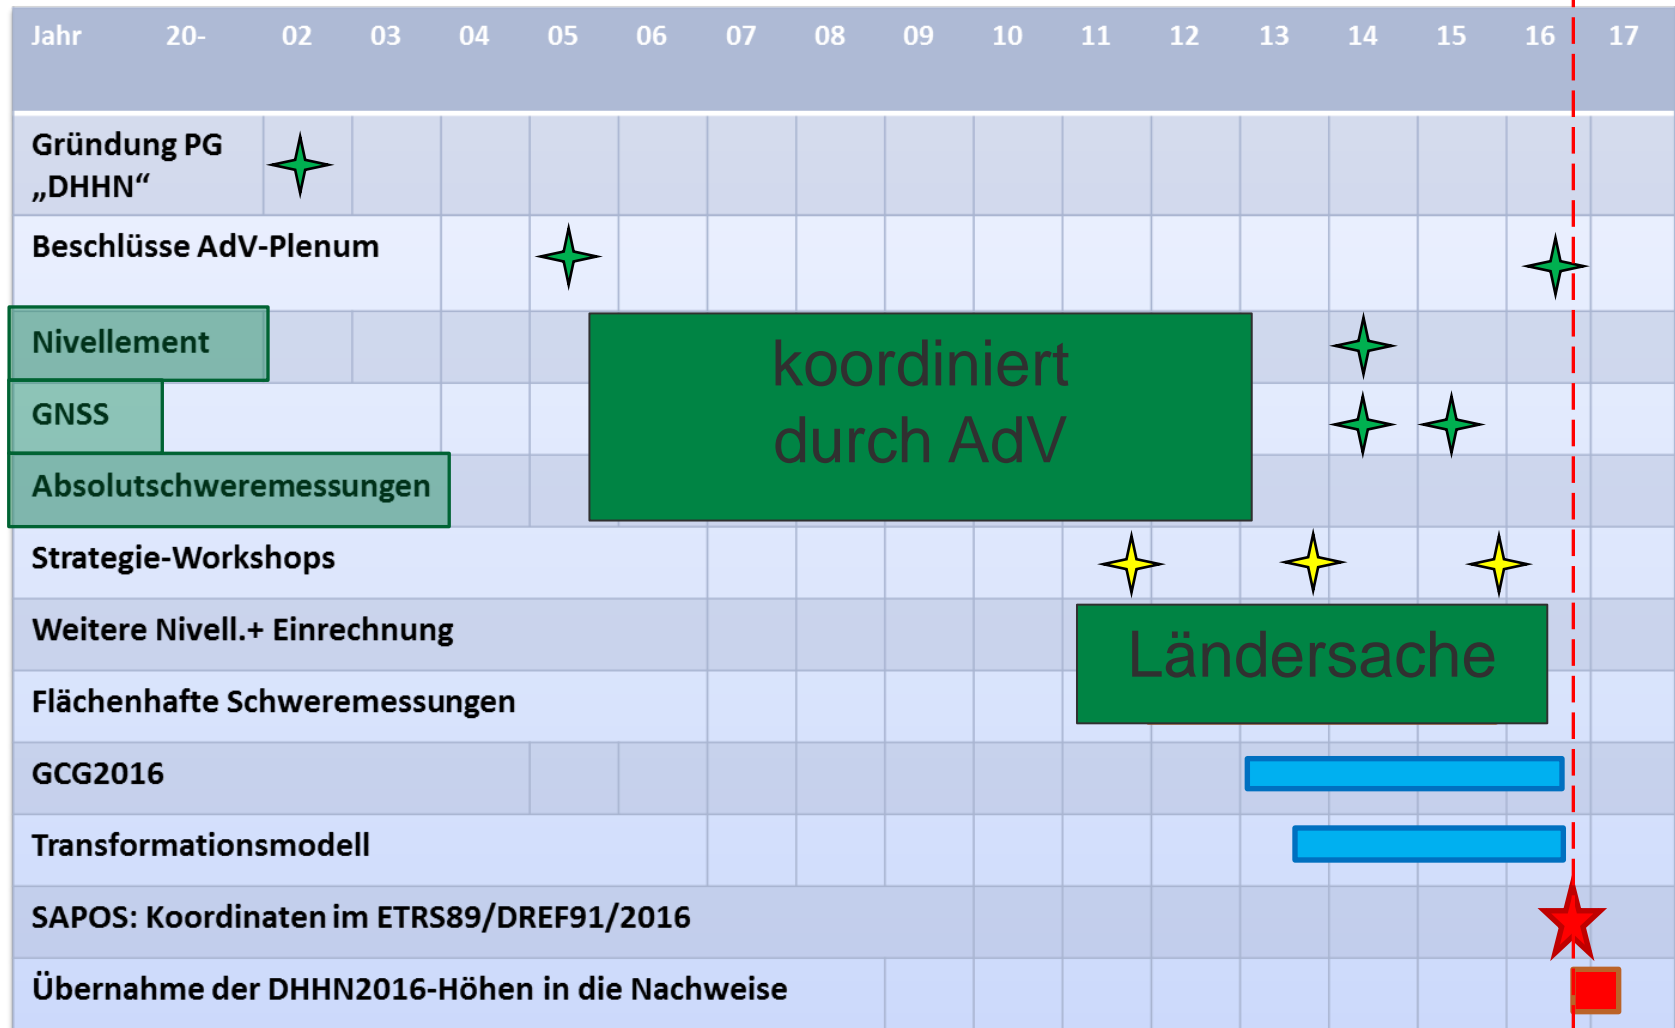 Jahr 20- 02 03 04 05 06 07 08 09 10 11 12 13 14 15 16 17
Gründung PG
„DHHN“
Beschlüsse AdV-Plenum
Nivellement
GNSS
Absolutschweremessungen
koordiniert
durch AdV
Strategie-Workshops
Weitere Nivell.+ Einrechnung
Flächenhafte Schweremessungen
Ländersache
GCG2016
Transformationsmodell
SAPOS: Koordinaten im ETRS89/DREF91/2016
Übernahme der DHHN2016-Höhen in die Nachweise